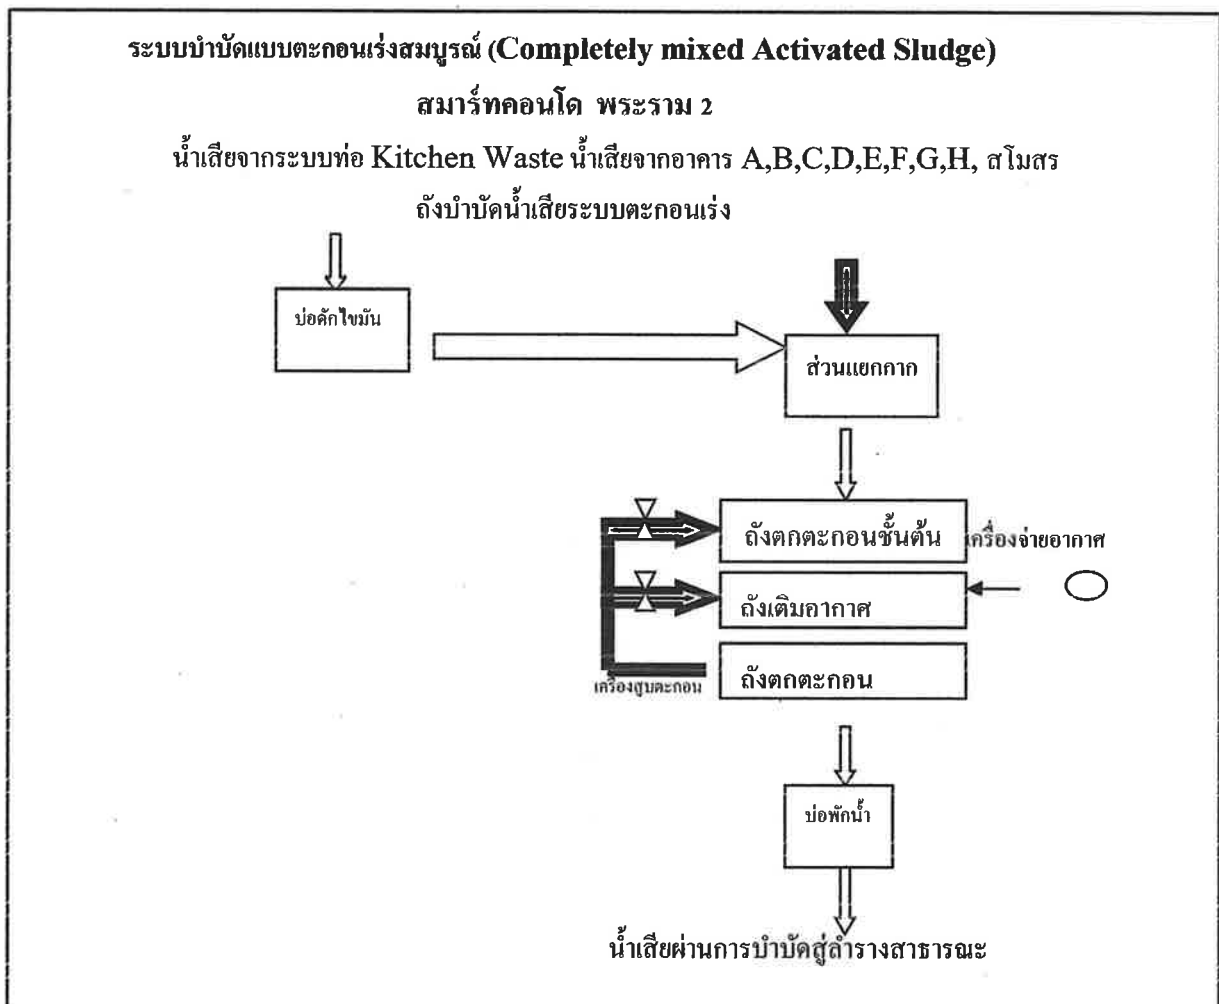 ระบบบำบัดแบบตะกอนเร่งสมบูรณ์ (Completely mixed Activated Sludge)
สมาร์ทคอนโด พระราม 2
น้ำเสียจากระบบท่อ Kitchen Waste น้ำเสียจากอาคาร A,B,C,D,E,F,G,H, สโมสร
ถังบำบัดน้ำเสียระบบตะกอนเร่ง
บ่อดักไขมัน
ส่วนแยกกาก
ถังตกตะกอนชั้นต้น
เครื่องจ่ายอากาศ
ถังเติมอากาศ
ถังตกตะกอน
เครื่องสูบตะกอน
บ่อพักน้ำ
น้ำเสียผ่านการบำบัดสู่ลำรางสาธารณะ